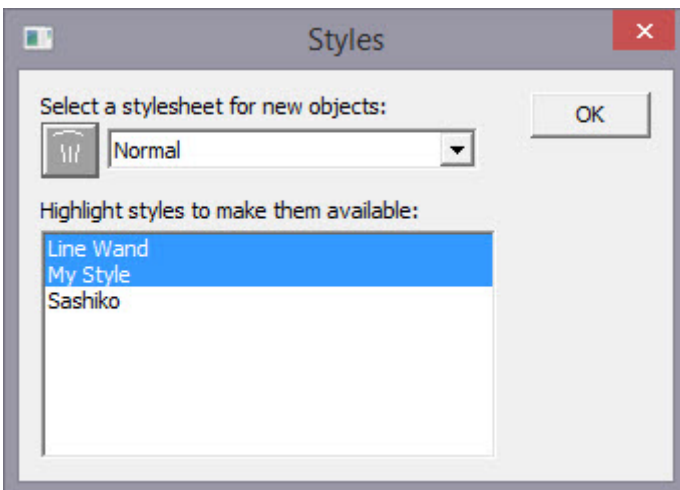 Styles
Select a stylesheet for new objects:
OK
Normal
Highlight styles to make them available:
Line Wand
My Style
Sashiko